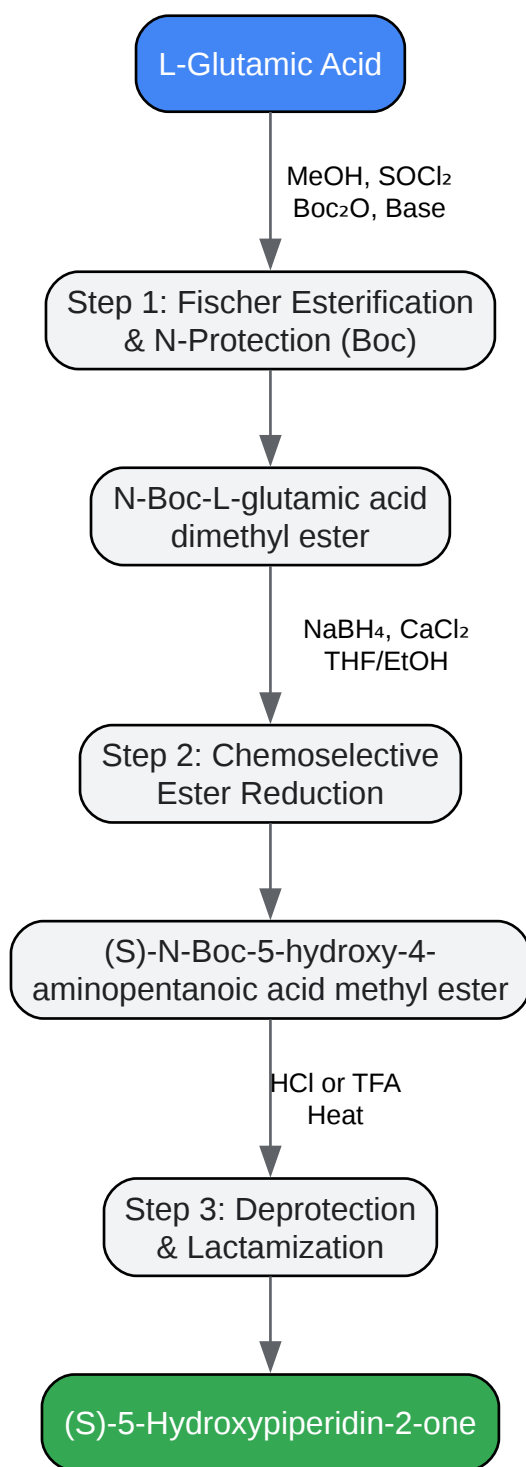 L-Glutamic Acid
MeOH, SOCl₂
Boc₂O, Base
Step 1: Fischer Esterification
& N-Protection (Boc)
N-Boc-L-glutamic acid
dimethyl ester
NaBH₄, CaCl₂
THF/EtOH
Step 2: Chemoselective
Ester Reduction
(S)-N-Boc-5-hydroxy-4-
aminopentanoic acid methyl ester
HCl or TFA
Heat
Step 3: Deprotection
& Lactamization
(S)-5-Hydroxypiperidin-2-one